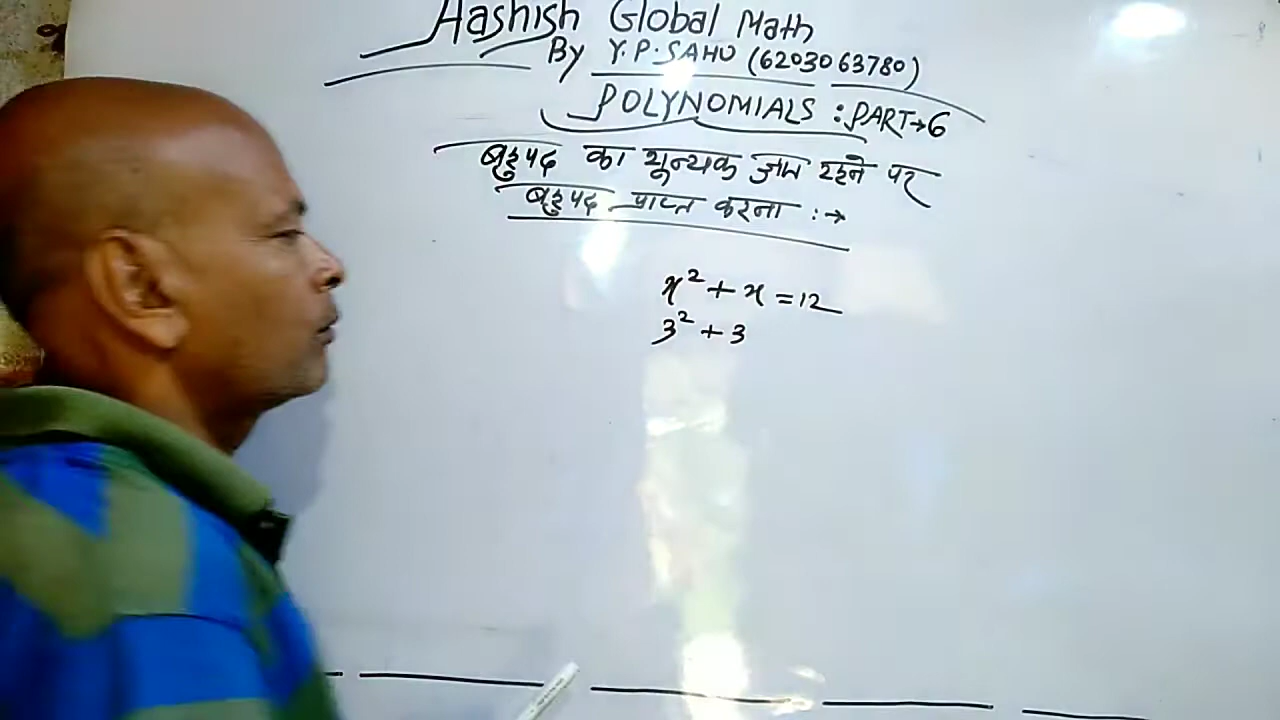 Aashish Global Math
By Y.P.SAHU (6203063780)
POLYNOMIALS : PART→6
बहुपद का शून्यक ज्ञात रहने पर
बहुपद प्राप्त करना :→
x² + x = 12
3² + 3